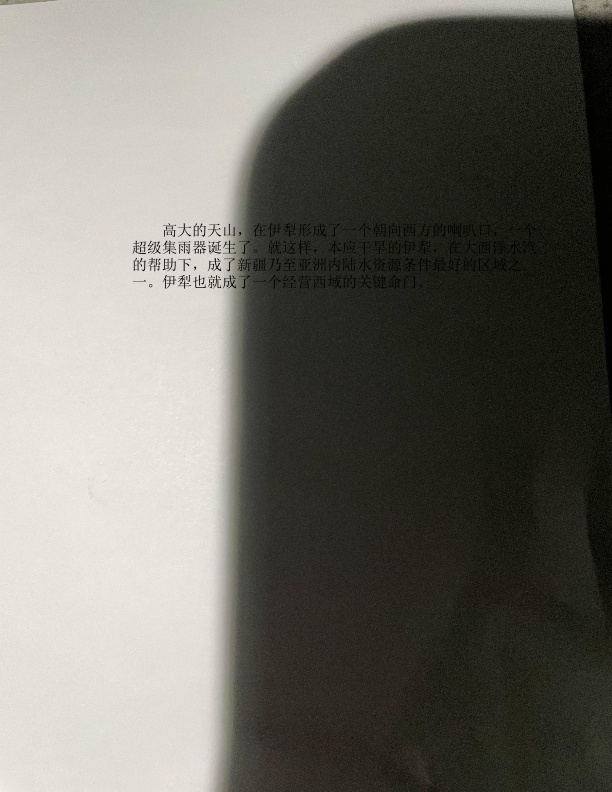 高大的天山，在伊犁形成了一个朝向西方的喇叭口，一个
超级集雨器诞生了。就这样，本应干旱的伊犁，在大西洋水汽
的帮助下，成了新疆乃至亚洲内陆水资源条件最好的区域之
一。伊犁也就成了一个经营西域的关键命门。